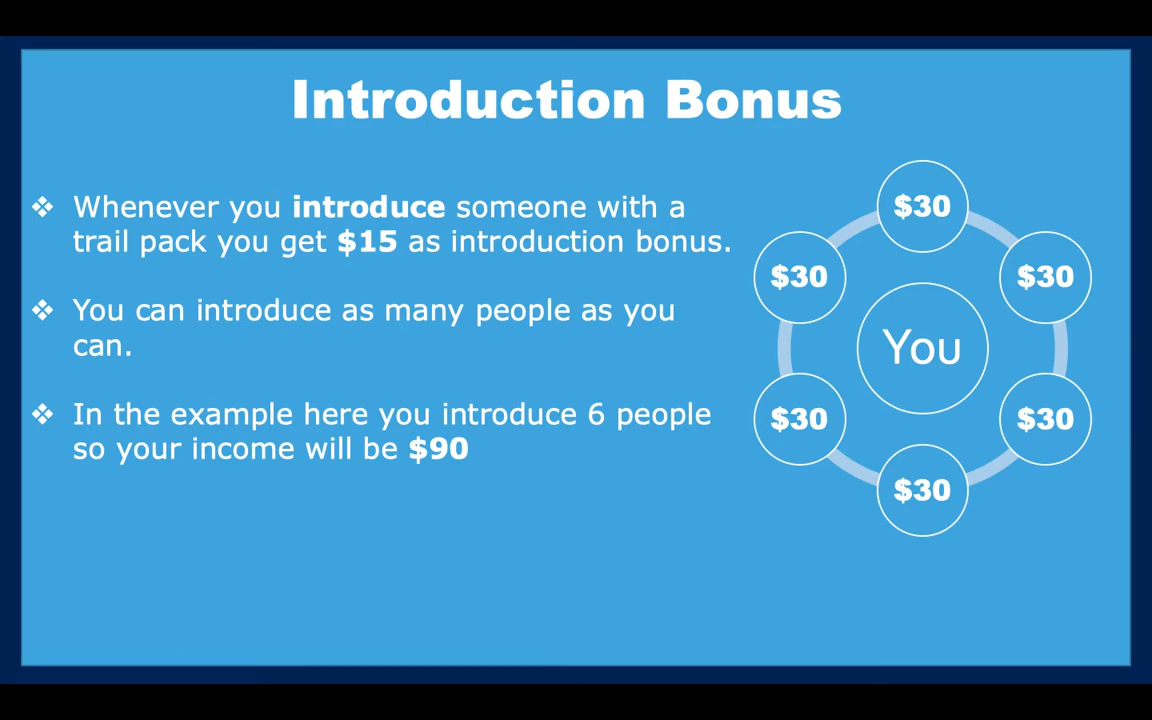 Introduction Bonus
❖ Whenever you introduce someone with a
trail pack you get $15 as introduction bonus.
❖ You can introduce as many people as you
can.
❖ In the example here you introduce 6 people
so your income will be $90
$30
$30
$30
You
$30
$30
$30